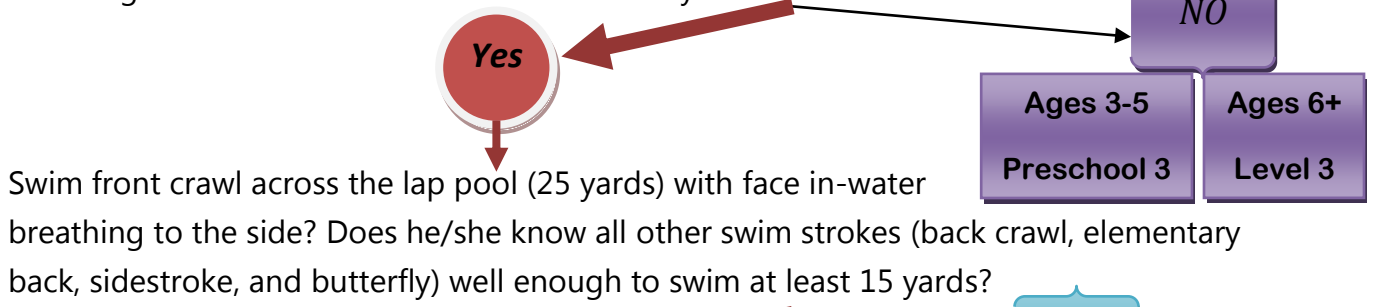 NO
Yes
Ages 3-5
Preschool 3
Ages 6+
Level 3
Swim front crawl across the lap pool (25 yards) with face in-water
breathing to the side? Does he/she know all other swim strokes (back crawl, elementary
back, sidestroke, and butterfly) well enough to swim at least 15 yards?